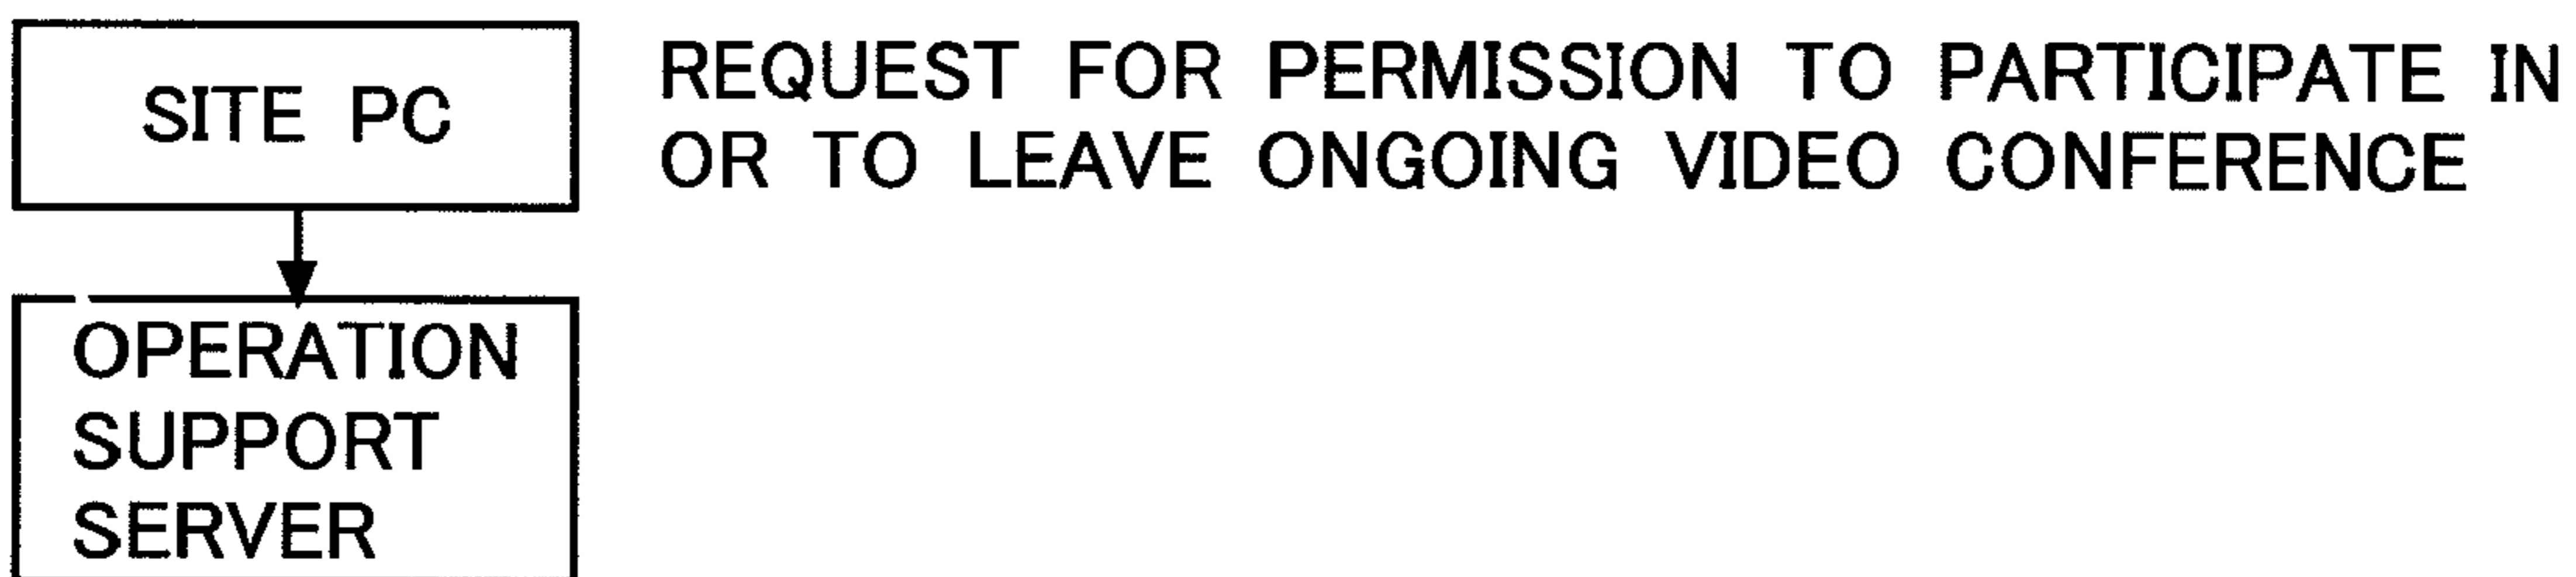 SITE PC
REQUEST FOR PERMISSION TO PARTICIPATE IN
OR TO LEAVE ONGOING VIDEO CONFERENCE
OPERATION
SUPPORT
SERVER